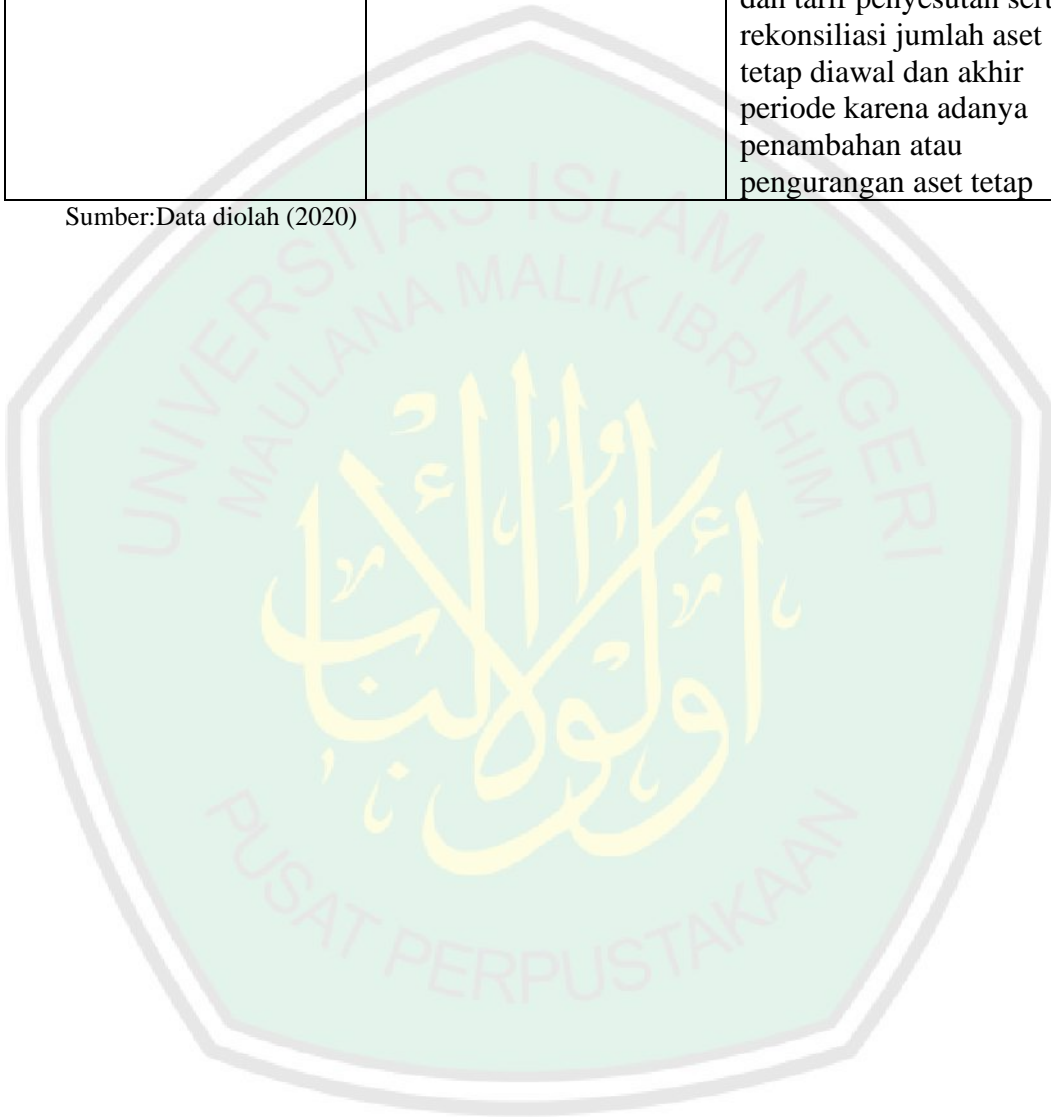 dan tarif penyesutan
rekonsiliasi jumlah aset
tetap diawal dan akhir
periode karena adanya
penambahan atau
pengurangan aset tetap
Sumber:Data diolah (2020)
UNIVERSITAS ISLAM NEGERI
MAULANA MALIK IBRAHIM
أولوا الألباب
PUSAT PERPUSTAKAAN